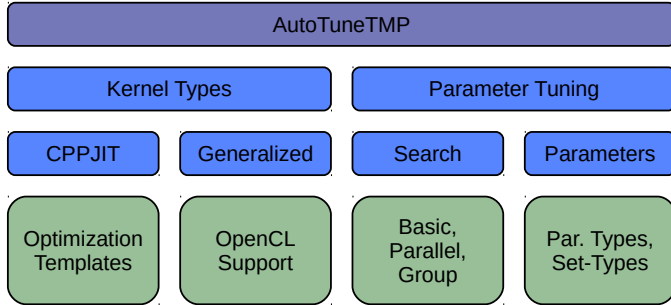 AutoTuneTMP
Kernel Types
Parameter Tuning
CPPJIT
Generalized
Search
Parameters
Optimization
Templates
OpenCL
Support
Basic,
Parallel,
Group
Par. Types,
Set-Types